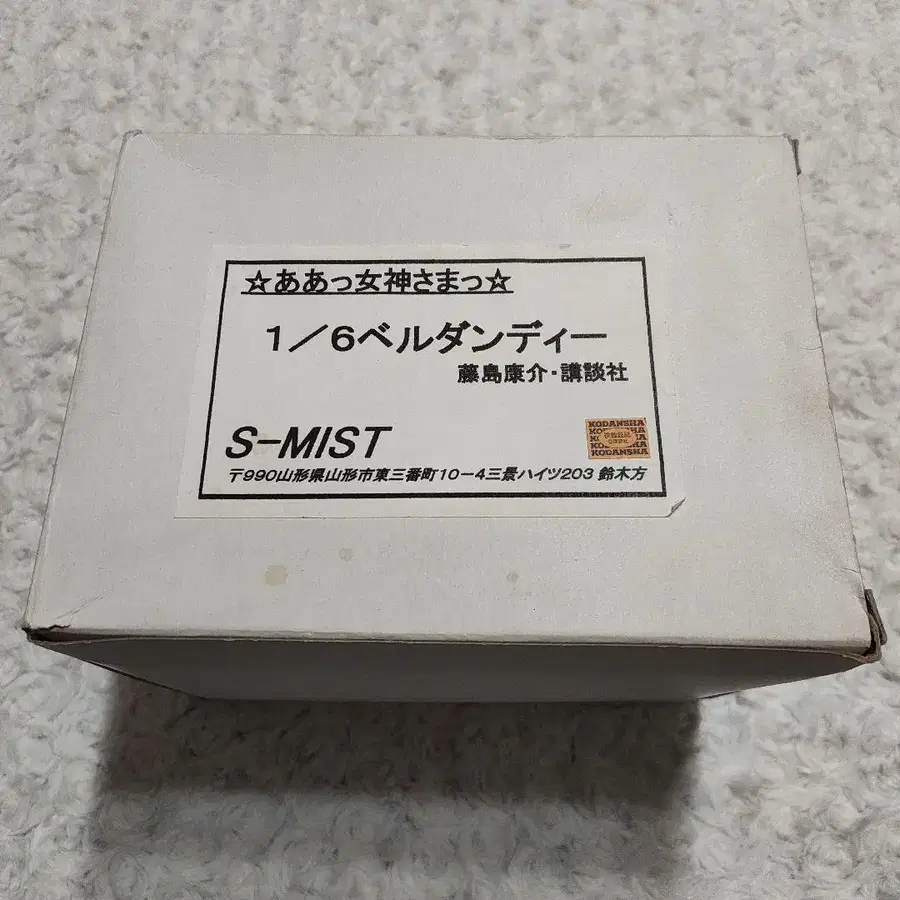 ☆ああっ女神さまっ☆
1／6ベルダンディー
藤島康介・講談社
S-MIST
〒990山形県山形市東三番町10－4三景ハイツ203 鈴木方
KODANSHA
KODANSHA